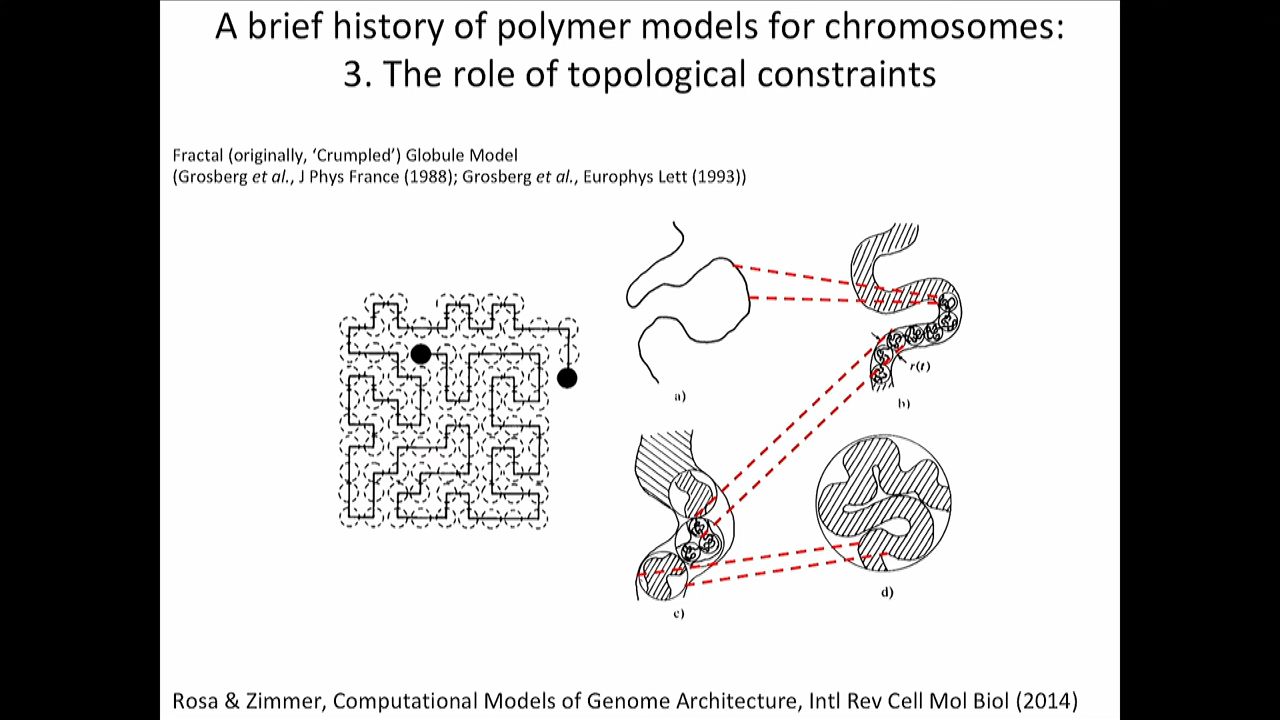 A brief history of polymer models for chromosomes:
3. The role of topological constraints
Fractal (originally, ‘Crumpled’) Globule Model
(Grosberg et al., J Phys France (1988); Grosberg et al., Europhys Lett (1993))
a)
r(t)
b)
c)
d)
Rosa & Zimmer, Computational Models of Genome Architecture, Intl Rev Cell Mol Biol (2014)